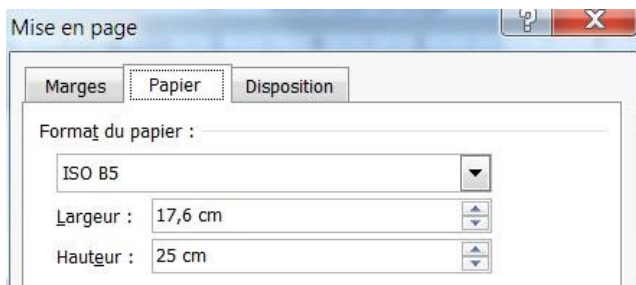 Mise en page
Marges Papier Disposition
Format du papier :
ISO B5
Largeur : 17,6 cm
Hauteur : 25 cm